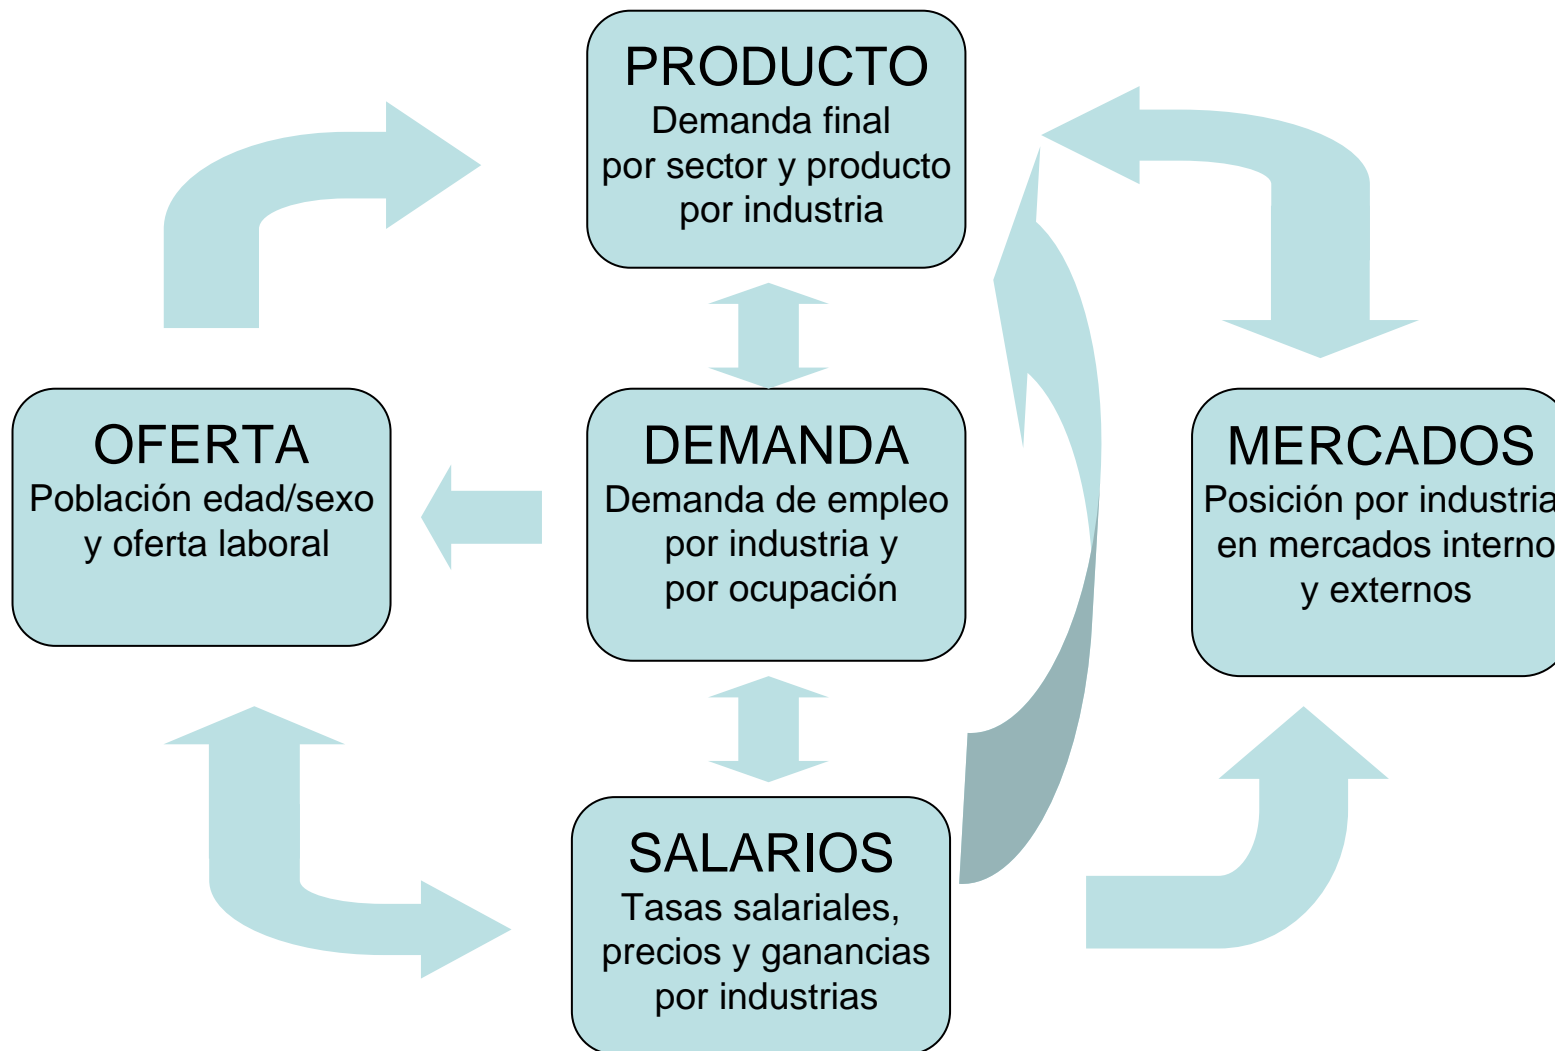 PRODUCTO
Demanda final
por sector y producto
por industria
OFERTA
Población edad/sexo
y oferta laboral
DEMANDA
Demanda de empleo
por industria y
por ocupación
MERCADOS
Posición por industria
en mercados interno
y externos
SALARIOS
Tasas salariales,
precios y ganancias
por industrias